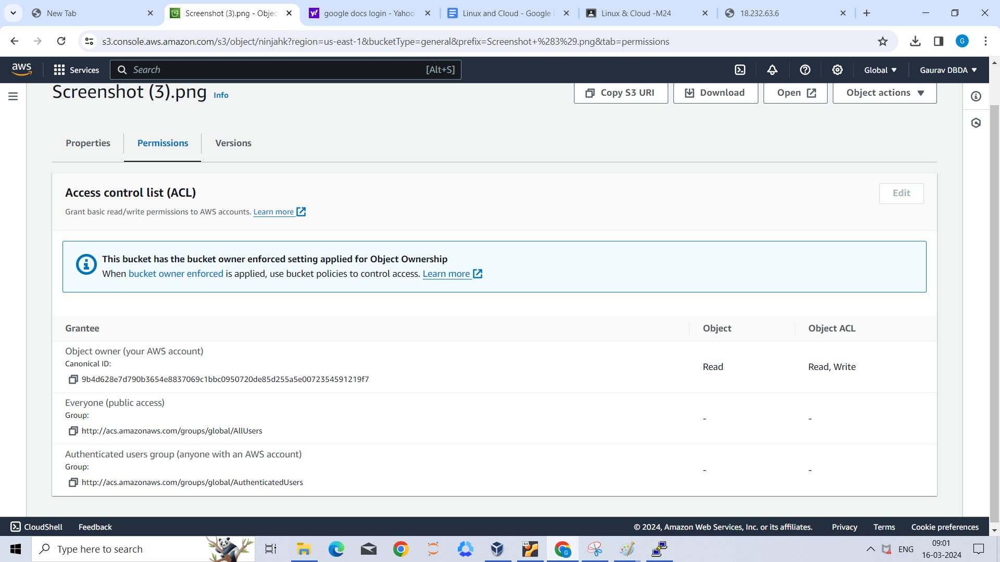 New Tab
Screenshot (3).png - Objec
google docs login - Yahoo
Linux and Cloud - Google
Linux & Cloud -M24
18.232.63.6
s3.console.aws.amazon.com/s3/object/ninjahk?region=us-east-1&bucketType=general&prefix=Screenshot+%283%29.png&tab=permissions
G
aws
Services
Search
[Alt+S]
Global
Gaurav DBDA
Screenshot (3).png
Info
Copy S3 URI
Download
Open
Object actions
Properties
Permissions
Versions
Access control list (ACL)
Edit
Grant basic read/write permissions to AWS accounts. Learn more
This bucket has the bucket owner enforced setting applied for Object Ownership
When bucket owner enforced is applied, use bucket policies to control access. Learn more
Grantee
Object
Object ACL
Object owner (your AWS account)
Canonical ID:
9b4d628e7d790b3654e8837069c1bbc0950720de85d255a5e0072354591219f7
Read
Read, Write
Everyone (public access)
Group:
http://acs.amazonaws.com/groups/global/AllUsers
-
-
Authenticated users group (anyone with an AWS account)
Group:
http://acs.amazonaws.com/groups/global/AuthenticatedUsers
-
-
CloudShell
Feedback
© 2024, Amazon Web Services, Inc. or its affiliates.
Privacy
Terms
Cookie preferences
Type here to search
64
G
ENG
09:01
16-03-2024